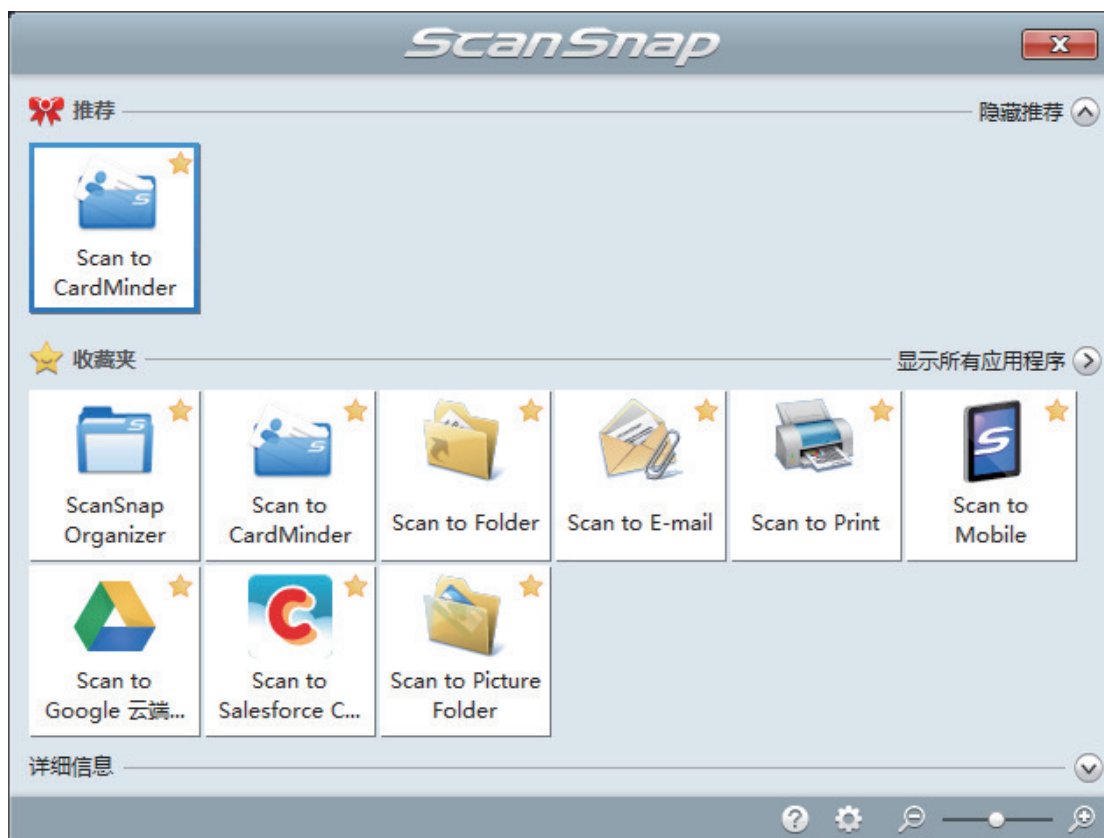 ScanSnap
推荐
隐藏推荐
Scan to
CardMinder
收藏夹
显示所有应用程序
ScanSnap
Organizer
Scan to
CardMinder
Scan to Folder
Scan to E-mail
Scan to Print
Scan to
Mobile
Scan to
Google 云端...
Scan to
Salesforce C...
Scan to Picture
Folder
详细信息